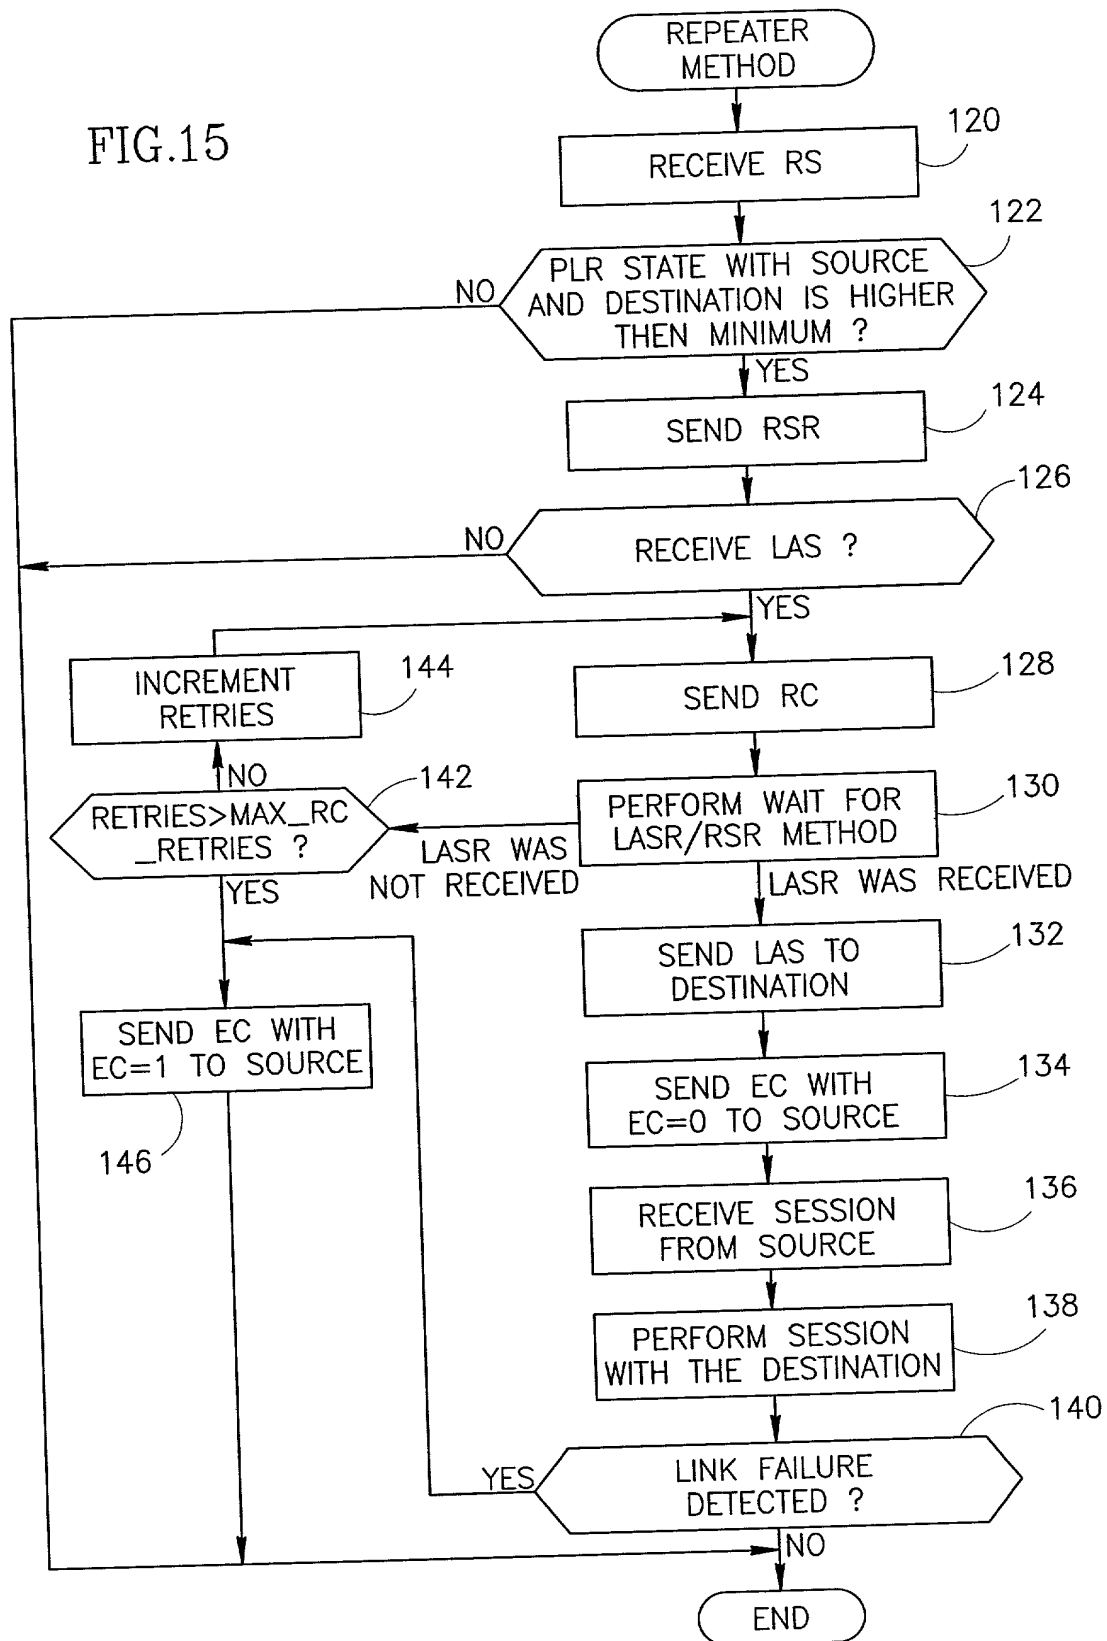 REPEATER
METHOD
FIG.15
120
RECEIVE RS
122
PLR STATE WITH SOURCE
AND DESTINATION IS HIGHER
THEN MINIMUM ?
NO
YES
124
SEND RSR
126
RECEIVE LAS ?
NO
YES
INCREMENT
RETRIES
144
128
SEND RC
NO
142
RETRIES>MAX_RC
_RETRIES ?
YES
130
PERFORM WAIT FOR
LASR/RSR METHOD
LASR WAS
NOT RECEIVED
LASR WAS RECEIVED
132
SEND LAS TO
DESTINATION
SEND EC WITH
EC=1 TO SOURCE
146
134
SEND EC WITH
EC=0 TO SOURCE
136
RECEIVE SESSION
FROM SOURCE
138
PERFORM SESSION
WITH THE DESTINATION
140
YES
LINK FAILURE
DETECTED ?
NO
END